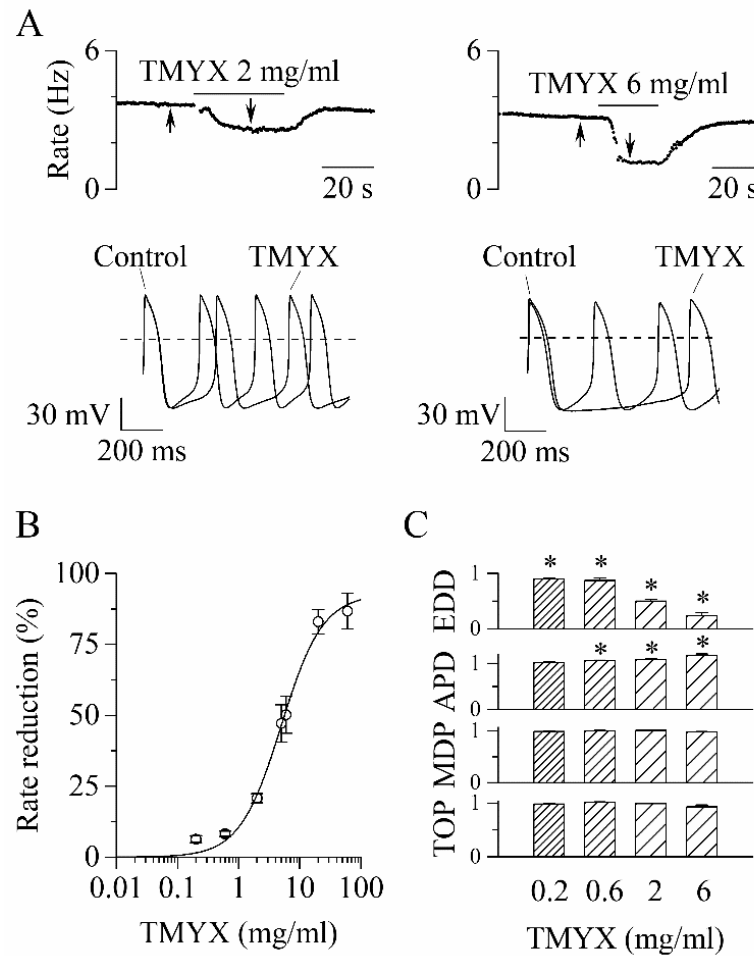 A
6
Rate (Hz)
0
TMYX 2 mg/ml
20 s
6
0
TMYX 6 mg/ml
20 s
Control
TMYX
30 mV
200 ms
Control
TMYX
30 mV
200 ms
B
100
75
50
25
0
Rate reduction (%)
0.01
0.1
1
10
100
TMYX (mg/ml)
C
EDD
1
0
* * * *
APD
1
0
* * *
MDP
1
0
TOP
1
0
0.2
0.6
2
6
TMYX (mg/ml)